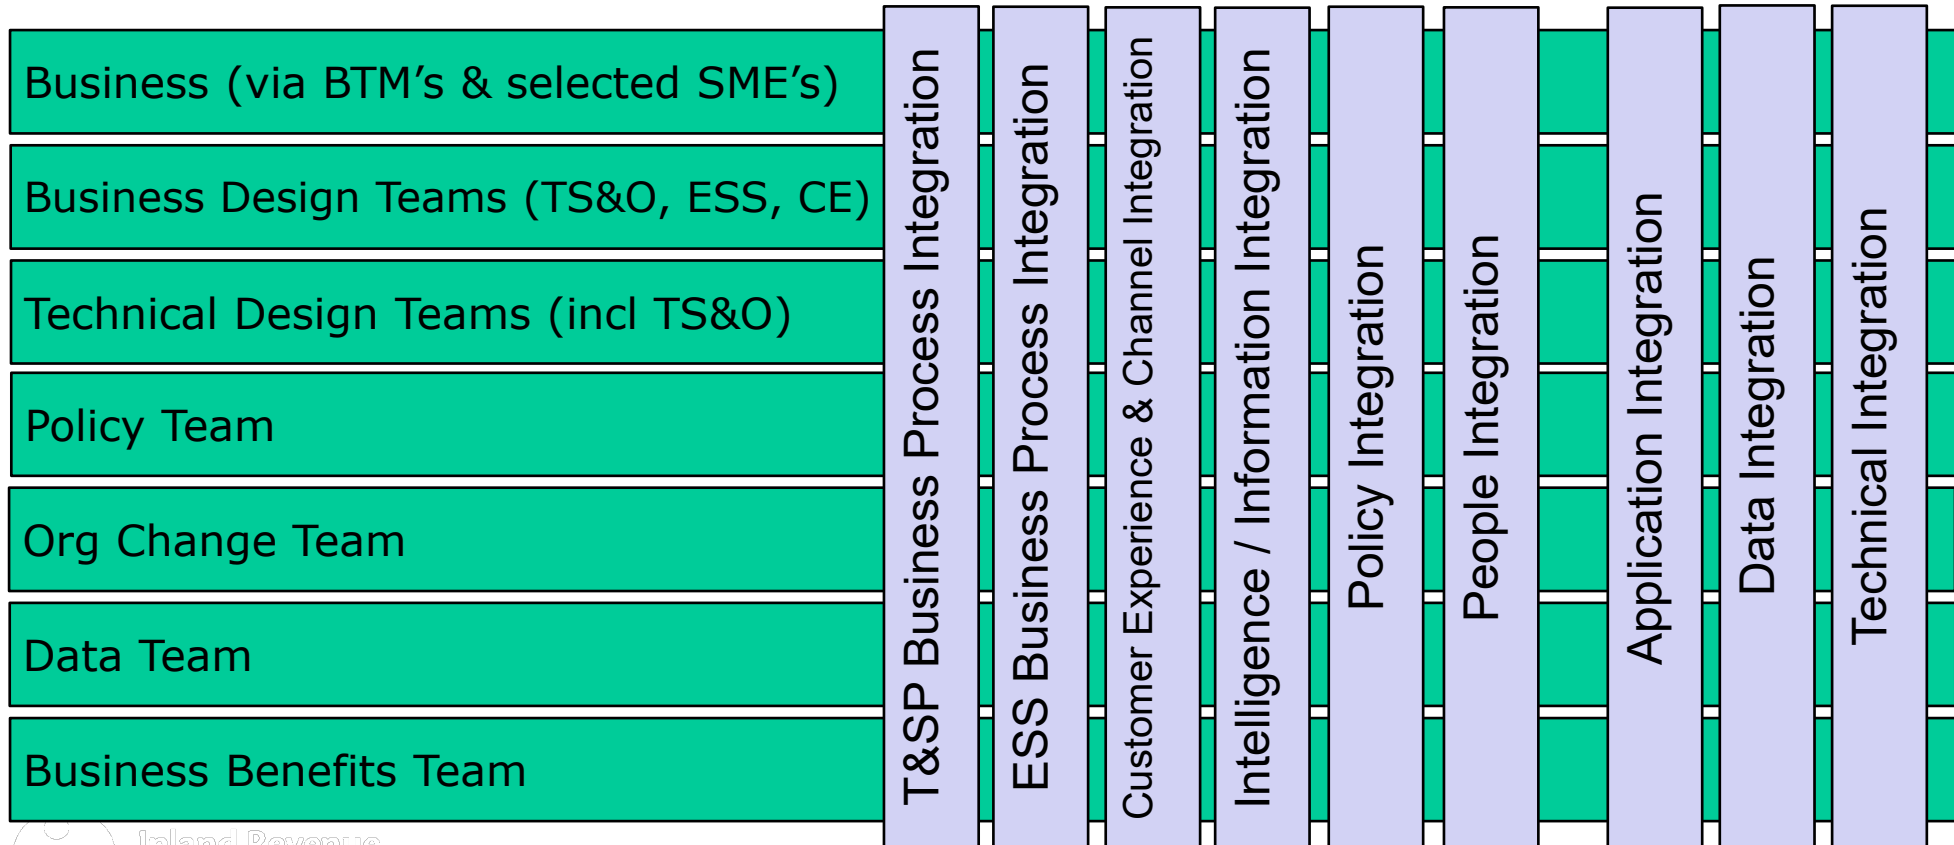 Business (via BTM’s & selected SME’s)
Business Design Teams (TS&O, ESS, CE)
Technical Design Teams (incl TS&O)
Policy Team
Org Change Team
Data Team
Business Benefits Team
T&SP Business Process Integration
ESS Business Process Integration
Customer Experience & Channel Integration
Intelligence / Information Integration
Policy Integration
People Integration
Application Integration
Data Integration
Technical Integration
Inland Revenue